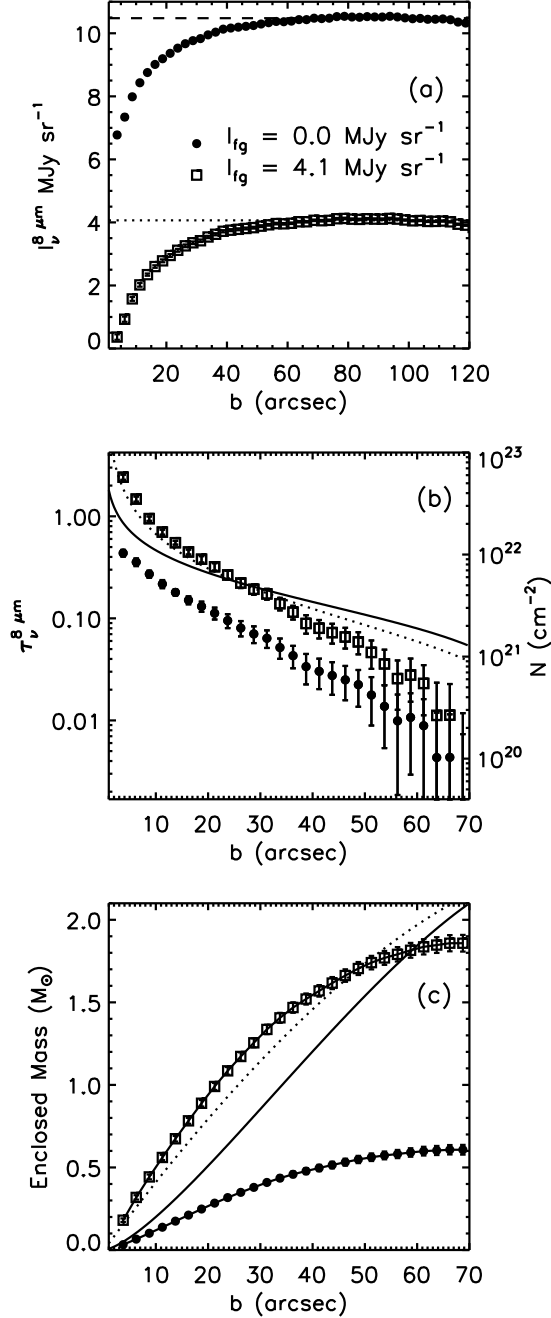 10
8
6
4
2
0
I_ν^{8 μm} MJy sr^{-1}
(a)
I_{fg} = 0.0 MJy sr^{-1}
I_{fg} = 4.1 MJy sr^{-1}
20 40 60 80 100 120
b (arcsec)
1.00
0.10
0.01
τ_ν^{8 μm}
(b)
10^{23}
10^{22}
10^{21}
10^{20}
N (cm^{-2})
10 20 30 40 50 60 70
b (arcsec)
2.0
1.5
1.0
0.5
0.0
Enclosed Mass (M_⊙)
(c)
10 20 30 40 50 60 70
b (arcsec)